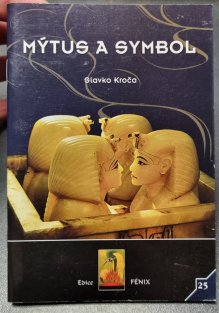 MÝTUS A SYMBOL
Slavko Kroča
Edice FÉNIX
25